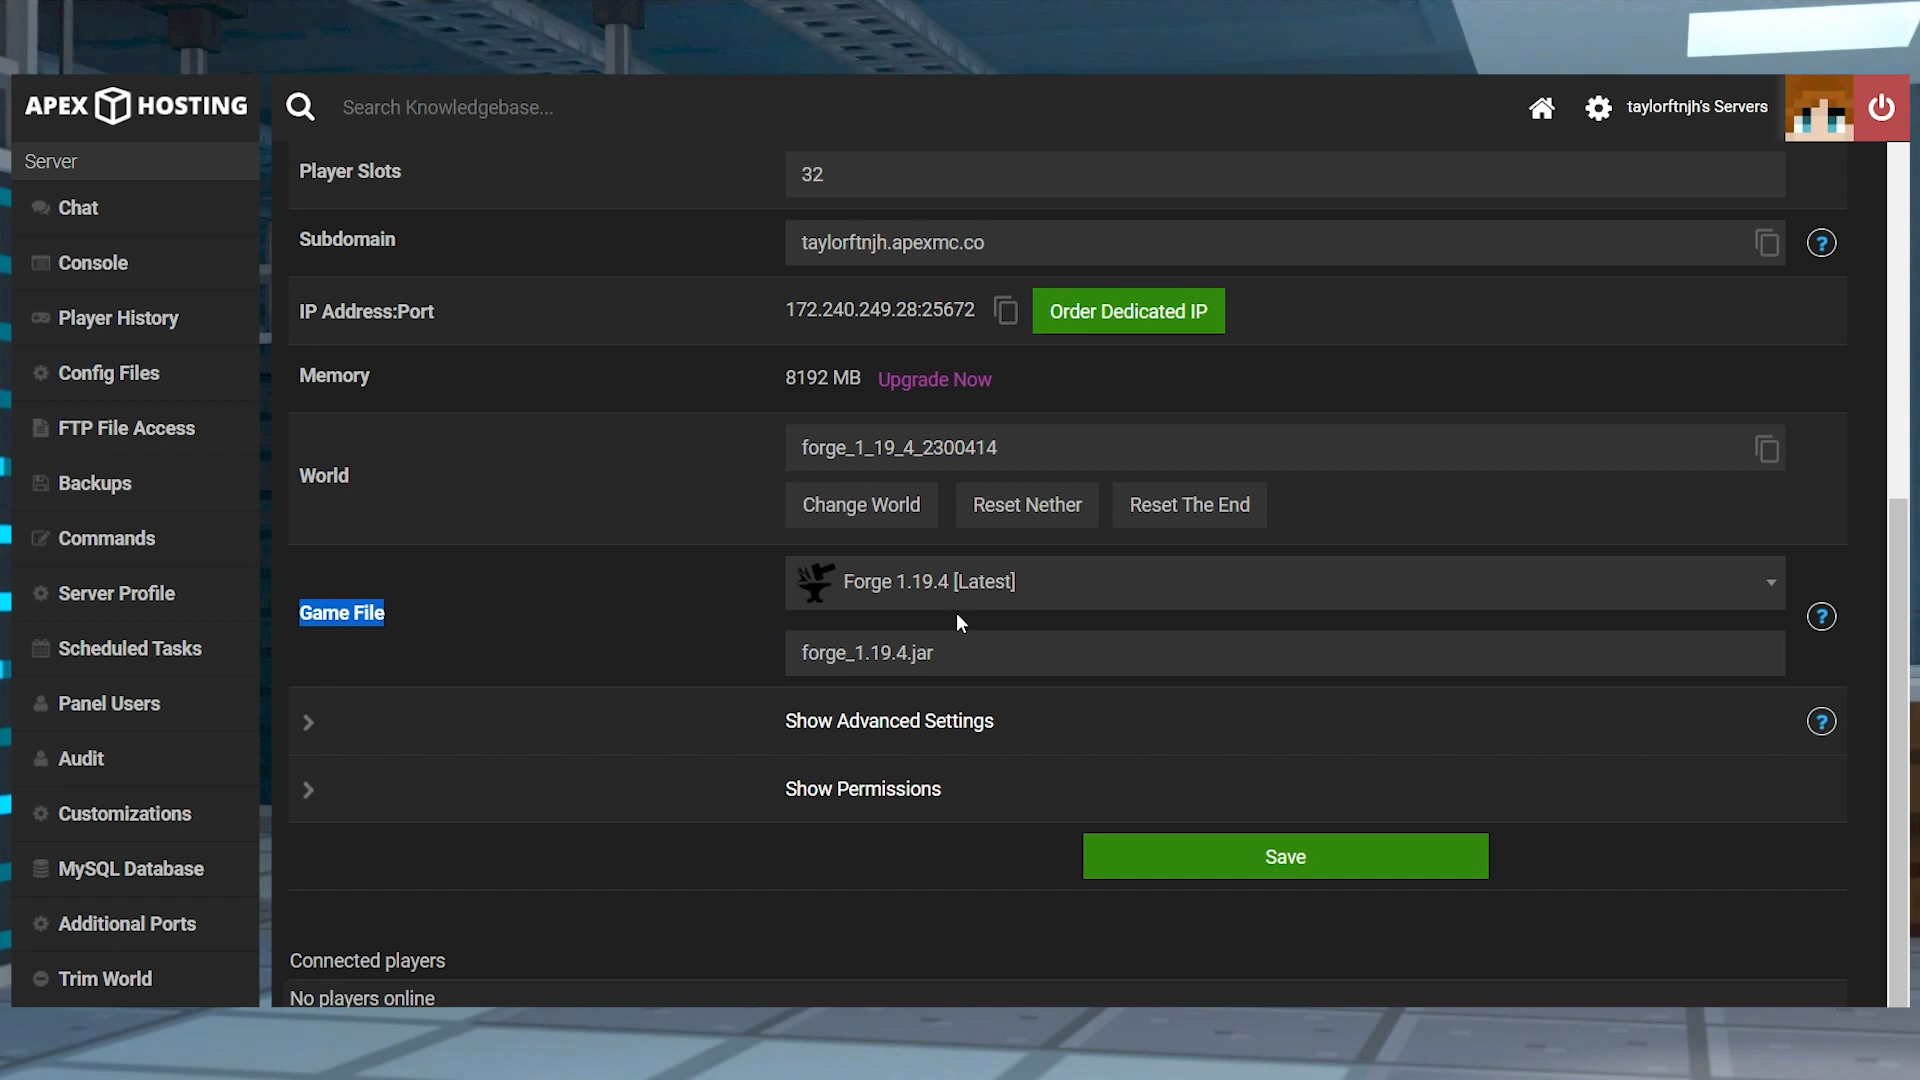 APEX HOSTING
Search Knowledgebase...
taylorftnjh's Servers
Server
Chat
Console
Player History
Config Files
FTP File Access
Backups
Commands
Server Profile
Scheduled Tasks
Panel Users
Audit
Customizations
MySQL Database
Additional Ports
Trim World
Player Slots
32
Subdomain
taylorftnjh.apexmc.co
?
IP Address:Port
172.240.249.28:25672
Order Dedicated IP
Memory
8192 MB Upgrade Now
World
forge_1_19_4_2300414
Change World
Reset Nether
Reset The End
Game File
Forge 1.19.4 [Latest]
?
forge_1.19.4.jar
Show Advanced Settings
?
Show Permissions
Save
Connected players
No players online